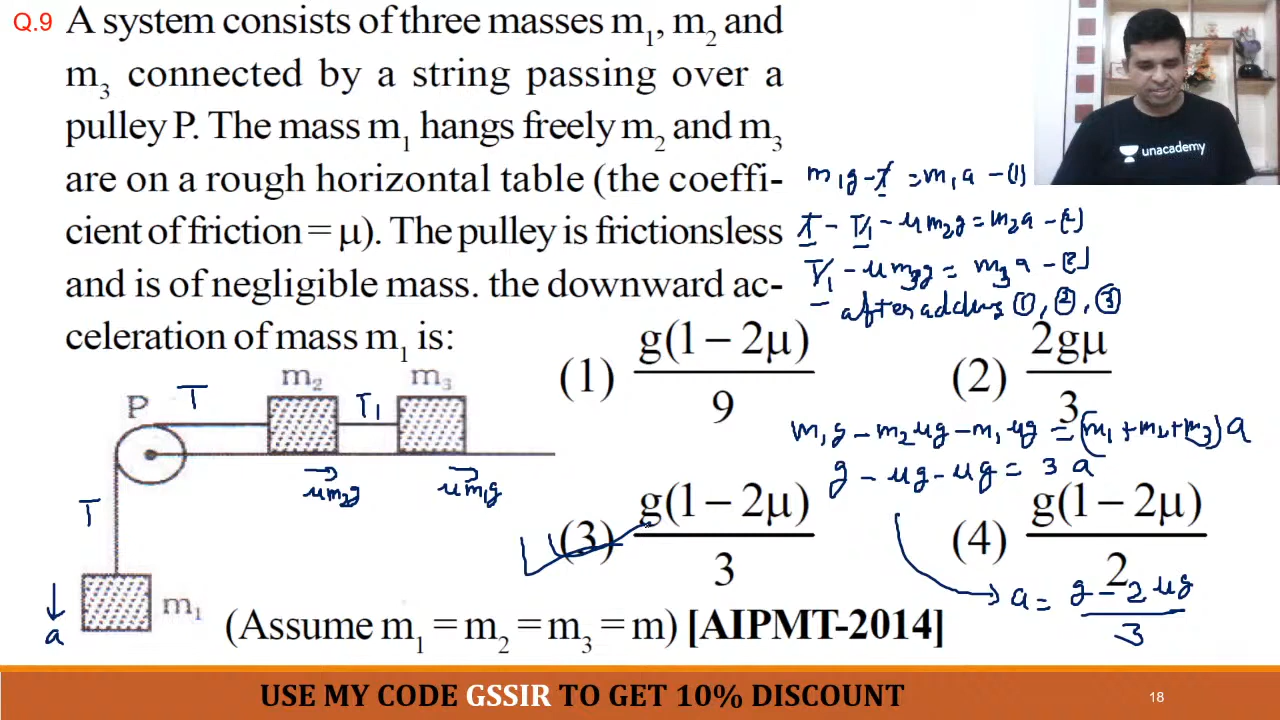 Q.9 A system consists of three masses m₁, m₂ and
m₃ connected by a string passing over a
pulley P. The mass m₁ hangs freely m₂ and m₃
are on a rough horizontal table (the coeffi-
cient of friction = μ). The pulley is frictionsless
and is of negligible mass. the downward ac-
celeration of mass m₁ is:
unacademy
m₁g - T = m₁a - (1)
T - T₁ - μm₂g = m₂a - [2]
T₁ - μm₃g = m₃a - [3]
- after adding ①, ②, ③
(1) g(1 − 2μ) / 9
(2) 2gμ / 3
m₁g - m₂μg - m₁μg = (m₁ + m₂ + m₃) a
g - μg - μg = 3 a
(3) g(1 − 2μ) / 3
(4) g(1 − 2μ) / 2
a = g - 2μg / 3
P
T
m₂
T₁
m₃
μm₂g
μm₁g
T
a
m₁
(Assume m₁ = m₂ = m₃ = m) [AIPMT-2014]
USE MY CODE GSSIR TO GET 10% DISCOUNT
18